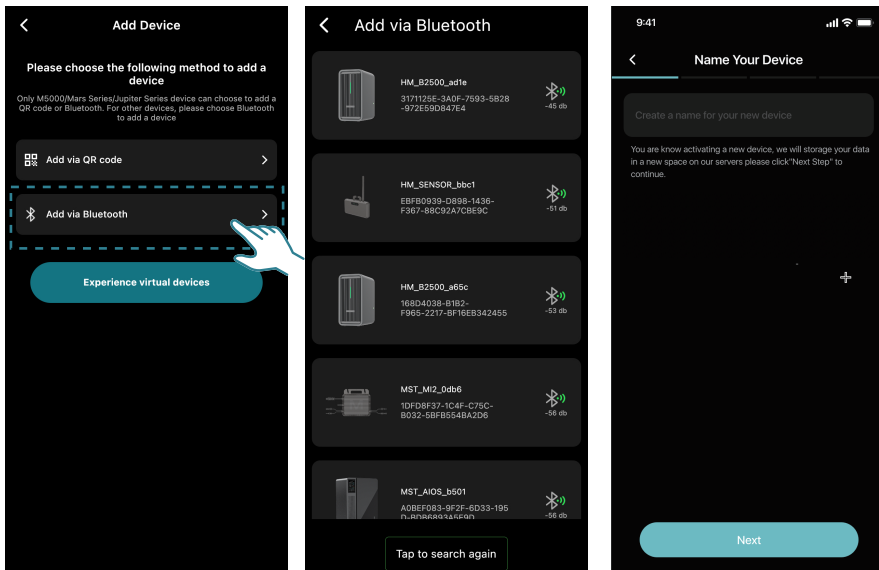 Add Device
Please choose the following method to add a
device
Only M5000/Mars Series/Jupiter Series device can choose to add a
QR code or Bluetooth. For other devices, please choose Bluetooth
to add a device
Add via QR code
Add via Bluetooth
Experience virtual devices
Add via Bluetooth
HM_B2500_ad1e
3171125E-3A0F-7593-5B28
-972E59D847E4
-45 db
HM_SENSOR_bbc1
EBFB0939-D898-1436-
F367-88C92A7CBE9C
-51 db
HM_B2500_a65c
168D4038-B1B2-
F965-2217-BF16EB342455
-53 db
MST_MI2_0db6
1DFD8F37-1C4F-C75C-
B032-5BFB554BA2D6
-56 db
MST_AIOS_b501
A0BEF083-9F2F-6D33-195
D-BDB6893A5F9D
-56 db
Tap to search again
9:41
Name Your Device
Create a name for your new device
You are know activating a new device, we will storage your data
in a new space on our servers please click"Next Step" to
continue.
Next